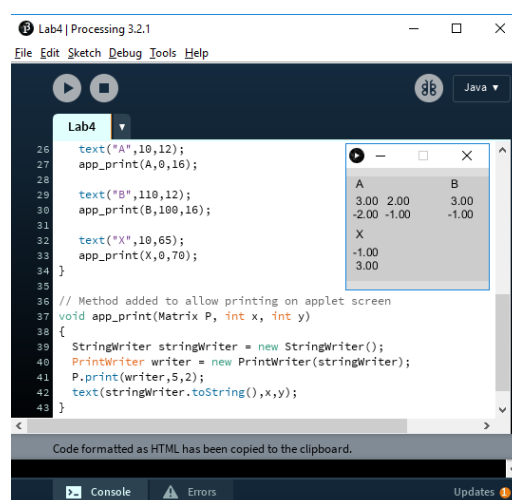 Lab4 | Processing 3.2.1
File Edit Sketch Debug Tools Help
Java ▼
Lab4 ▼
26 text("A",10,12);
27 app_print(A,0,16);
28
29 text("B",110,12);
30 app_print(B,100,16);
31
32 text("X",10,65);
33 app_print(X,0,70);
34 }
35
36 // Method added to allow printing on applet screen
37 void app_print(Matrix P, int x, int y)
38 {
39 StringWriter stringWriter = new StringWriter();
40 PrintWriter writer = new PrintWriter(stringWriter);
41 P.print(writer,5,2);
42 text(stringWriter.toString(),x,y);
43 }
A B
3.00 2.00 3.00
-2.00 -1.00 -1.00
X
-1.00
3.00
Code formatted as HTML has been copied to the clipboard.
Console Errors Updates 1